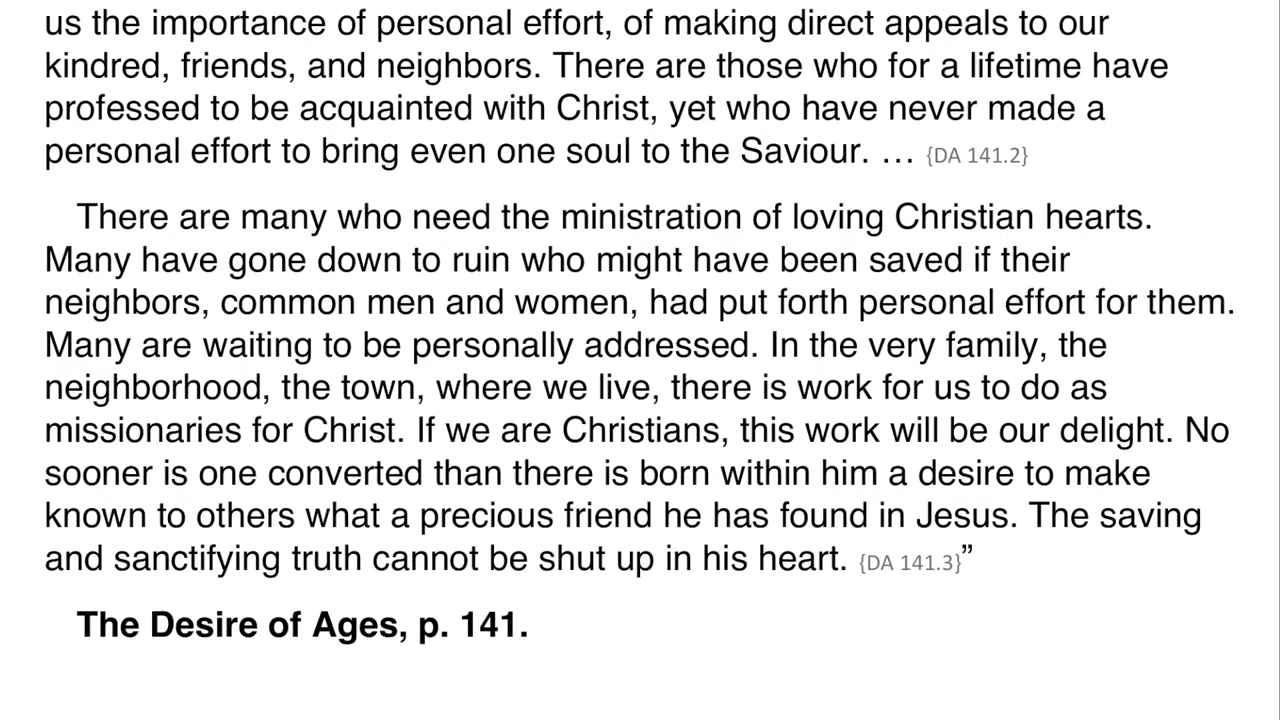 us the importance of personal effort, of making direct appeals to our
kindred, friends, and neighbors. There are those who for a lifetime have
professed to be acquainted with Christ, yet who have never made a
personal effort to bring even one soul to the Saviour. … {DA 141.2}
There are many who need the ministration of loving Christian hearts.
Many have gone down to ruin who might have been saved if their
neighbors, common men and women, had put forth personal effort for them.
Many are waiting to be personally addressed. In the very family, the
neighborhood, the town, where we live, there is work for us to do as
missionaries for Christ. If we are Christians, this work will be our delight. No
sooner is one converted than there is born within him a desire to make
known to others what a precious friend he has found in Jesus. The saving
and sanctifying truth cannot be shut up in his heart. {DA 141.3}”
The Desire of Ages, p. 141.